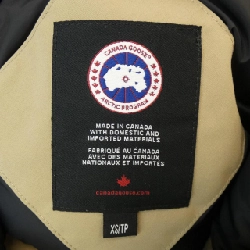 CANADA GOOSE
ARCTIC PROGRAM
MADE IN CANADA
WITH DOMESTIC AND
IMPORTED MATERIALS
FABRIQUÉ AU CANADA
AVEC DES MATÉRIAUX
NATIONAUX ET IMPORTÉS
canadagoose.com
XS/TP